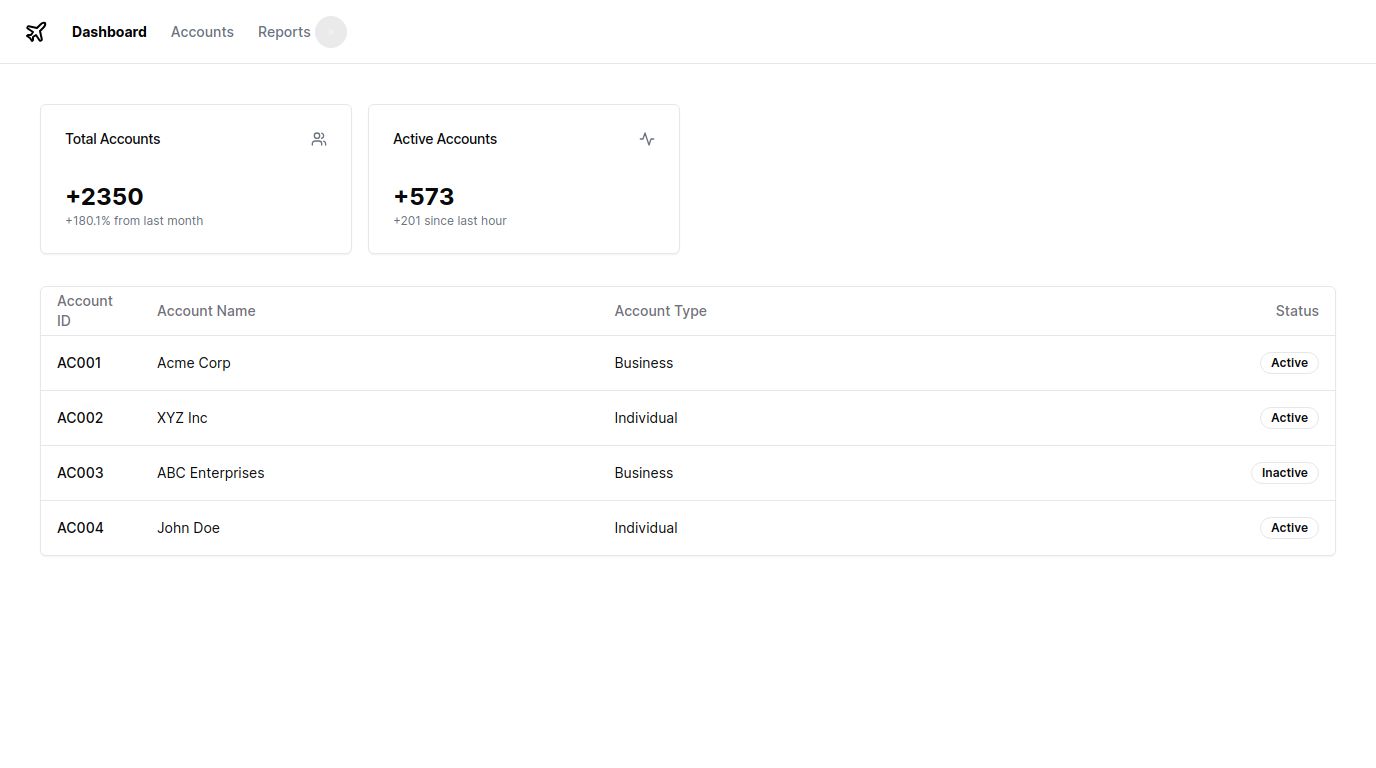 Dashboard Accounts Reports
Total Accounts
+2350
+180.1% from last month
Active Accounts
+573
+201 since last hour
Account ID Account Name Account Type Status
AC001 Acme Corp Business Active
AC002 XYZ Inc Individual Active
AC003 ABC Enterprises Business Inactive
AC004 John Doe Individual Active